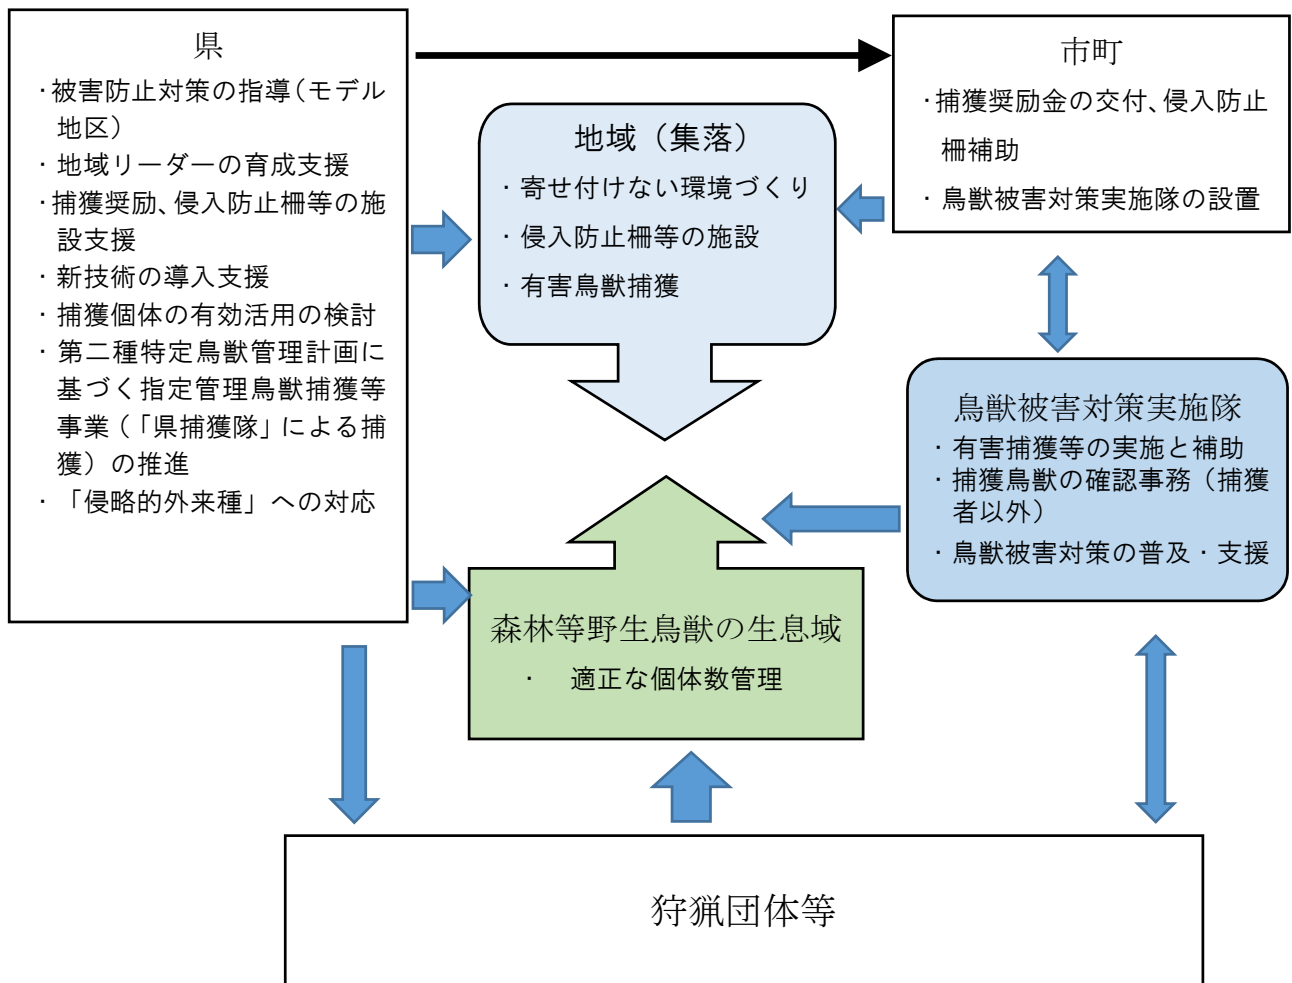 県
・被害防止対策の指導（モデル
地区）
・地域リーダーの育成支援
・捕獲奨励、侵入防止柵等の施
設支援
・新技術の導入支援
・捕獲個体の有効活用の検討
・第二種特定鳥獣管理計画に
基づく指定管理鳥獣捕獲等
事業（「県捕獲隊」による捕
獲）の推進
・「侵略的外来種」への対応
地域（集落）
・寄せ付けない環境づくり
・侵入防止柵等の施設
・有害鳥獣捕獲
市町
・捕獲奨励金の交付、侵入防止
柵補助
・鳥獣被害対策実施隊の設置
鳥獣被害対策実施隊
・有害捕獲等の実施と補助
・捕獲鳥獣の確認事務（捕獲
者以外）
・鳥獣被害対策の普及・支援
森林等野生鳥獣の生息域
・　適正な個体数管理
狩猟団体等